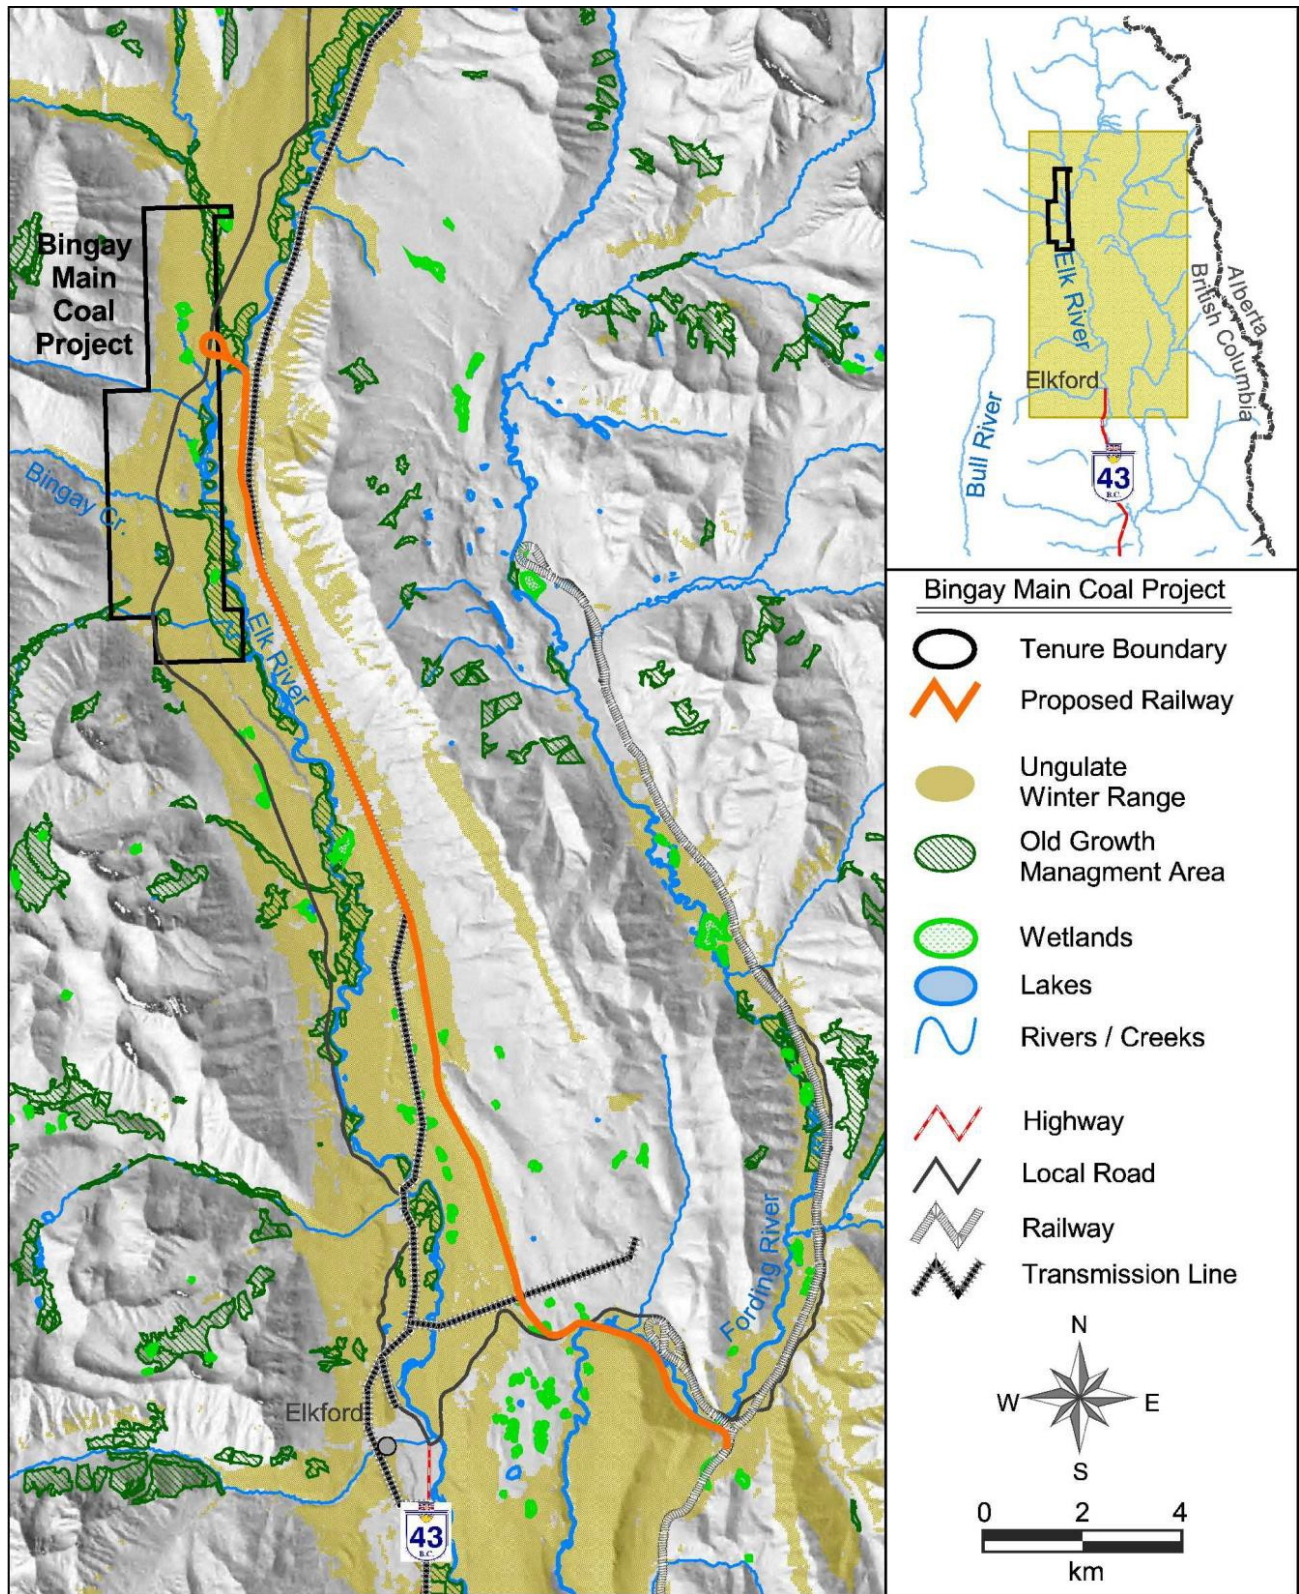 Bingay
Main
Coal
Project
Bingay Cr.
Elk River
Fording River
Elkford
43
B.C.
Alberta
British Columbia
Elk River
Elkford
Bull River
43
B.C.
Bingay Main Coal Project
Tenure Boundary
Proposed Railway
Ungulate
Winter Range
Old Growth
Managment Area
Wetlands
Lakes
Rivers / Creeks
Highway
Local Road
Railway
Transmission Line
N
W E
S
0 2 4
km